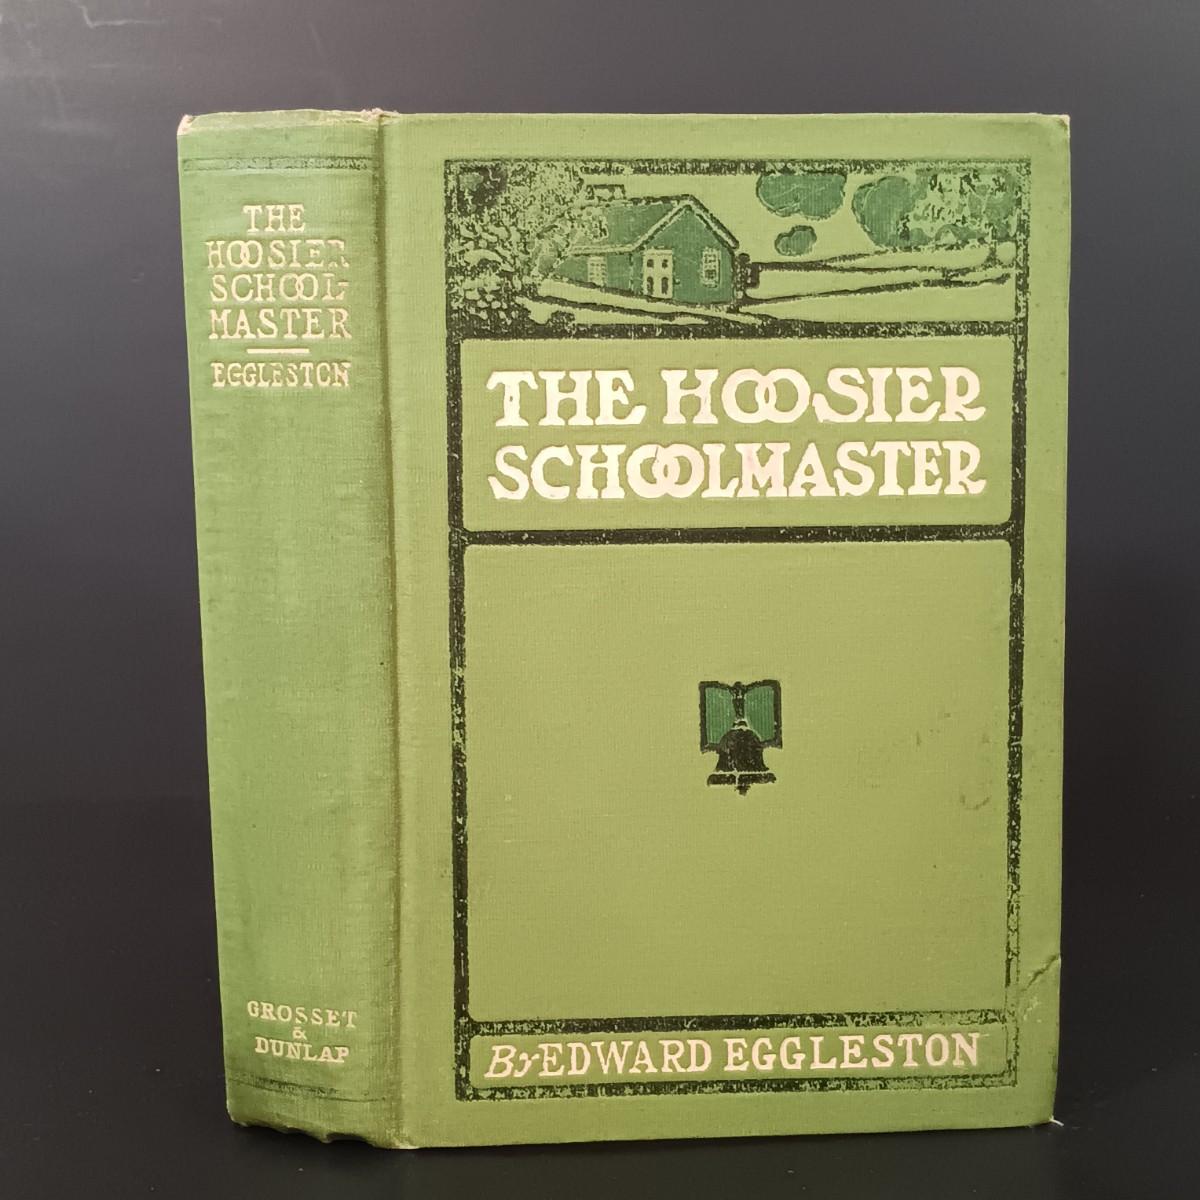 THE
HOOSIER
SCHOOL-
MASTER
EGGLESTON
GROSSET
&
DUNLAP
THE HOOSIER
SCHOOLMASTER
By EDWARD EGGLESTON